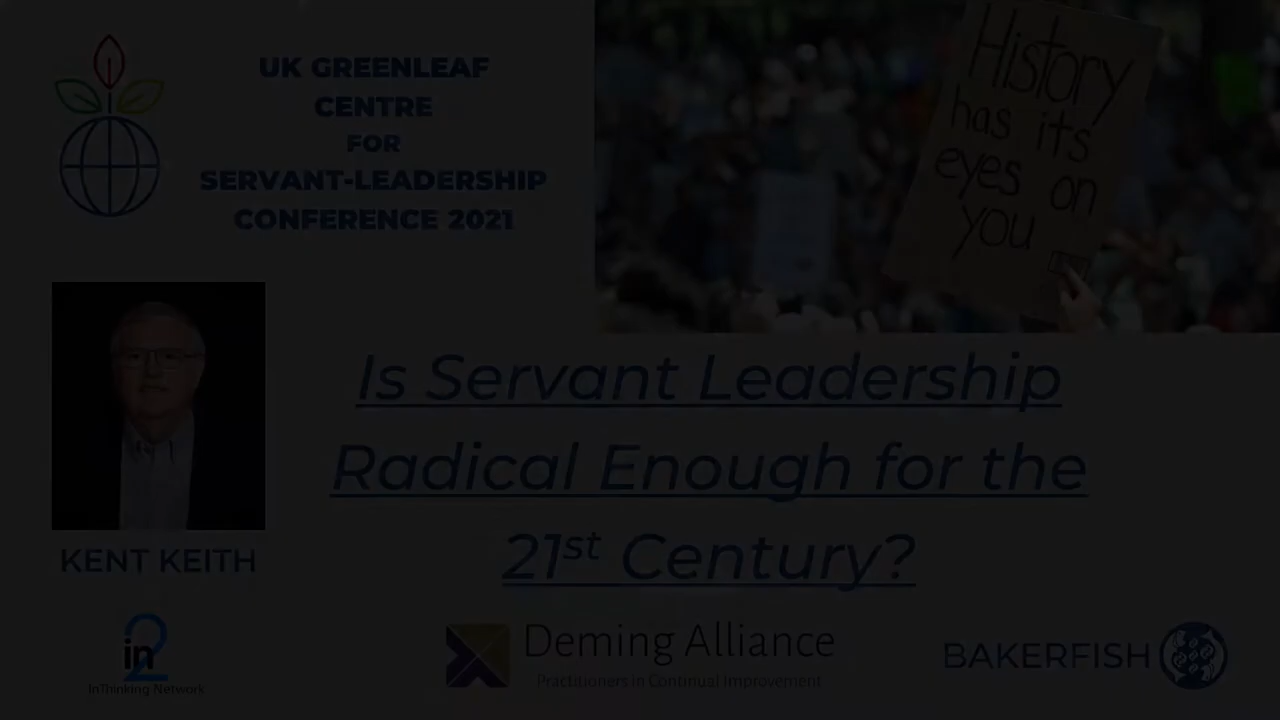 UK GREENLEAF
CENTRE
FOR
SERVANT-LEADERSHIP
CONFERENCE 2021
History
has its
eyes on
you
KENT KEITH
Is Servant Leadership
Radical Enough for the
21st Century?
in2
InThinking Network
Deming Alliance
Practitioners in Continual Improvement
BAKERFISH